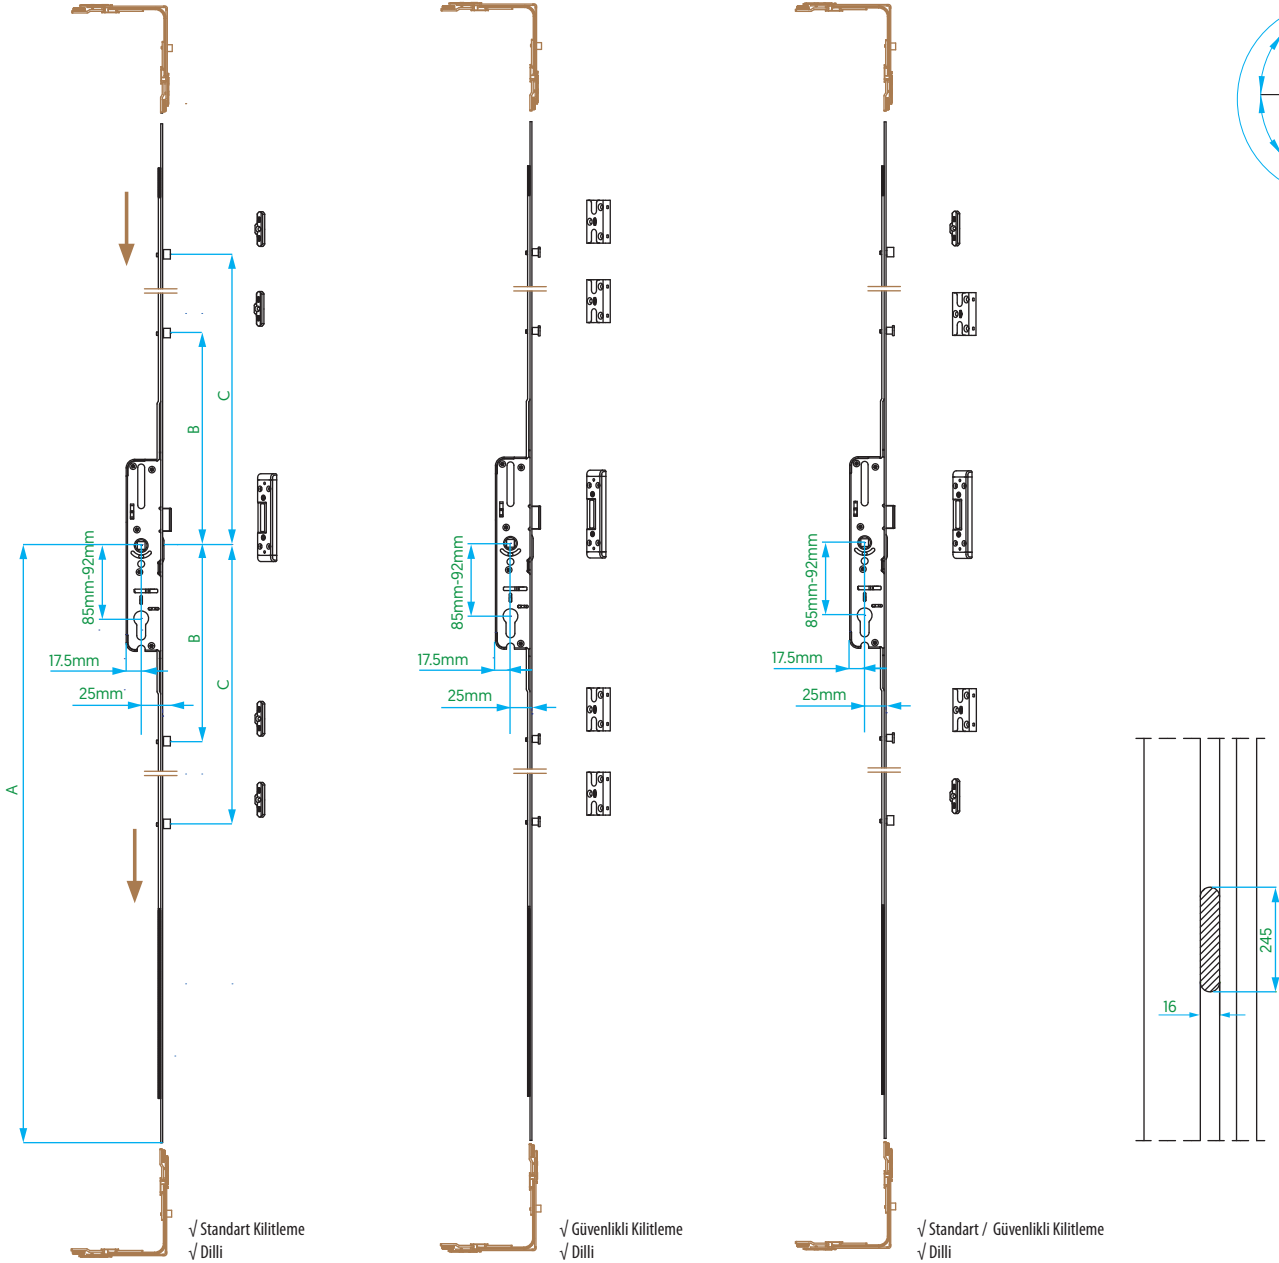 C
B
85mm-92mm
17.5mm
25mm
B
C
A
85mm-92mm
17.5mm
25mm
85mm-92mm
17.5mm
25mm
245
16
√ Standart Kilitleme
√ Dilli
√ Güvenlikli Kilitleme
√ Dilli
√ Standart / Güvenlikli Kilitleme
√ Dilli